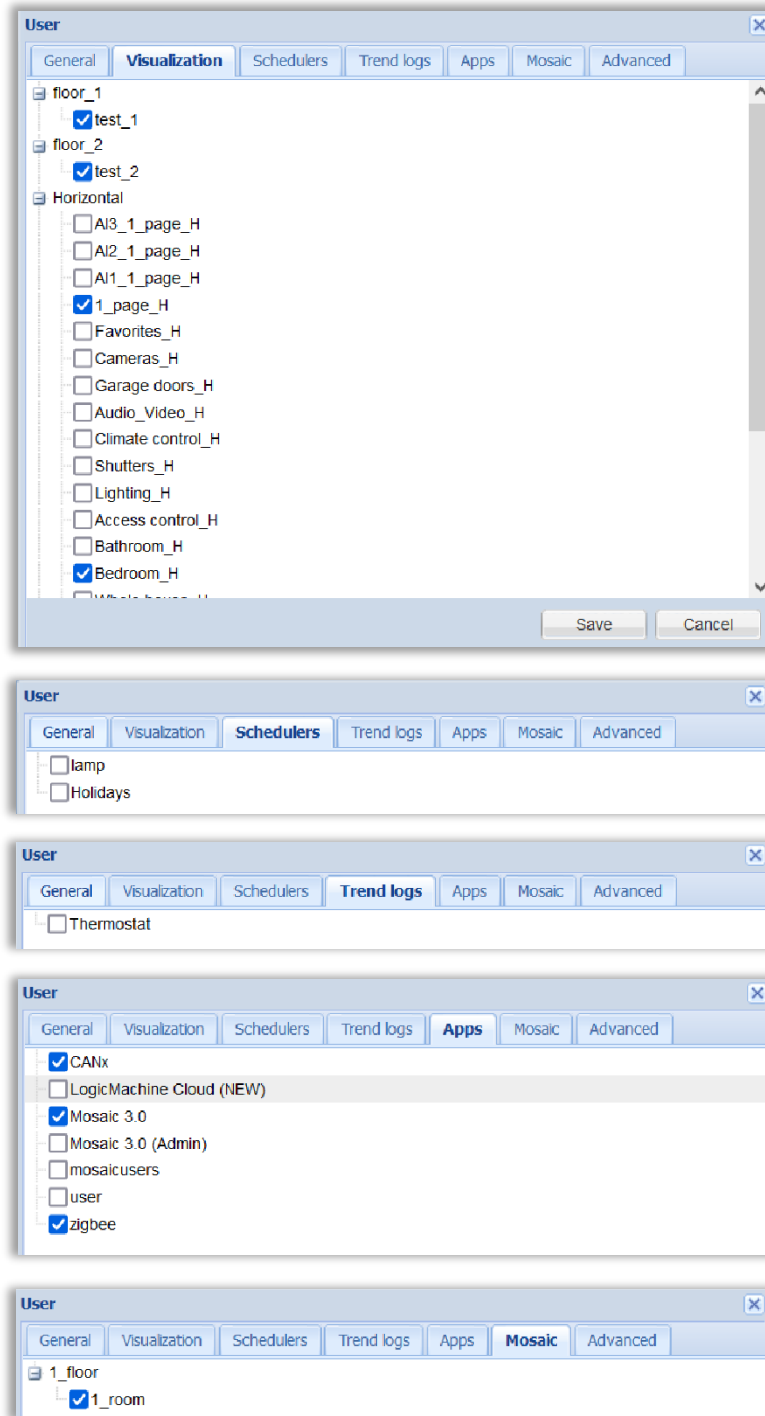 User
General Visualization Schedulers Trend logs Apps Mosaic Advanced
floor_1
test_1
floor_2
test_2
Horizontal
AI3_1_page_H
AI2_1_page_H
AI1_1_page_H
1_page_H
Favorites_H
Cameras_H
Garage doors_H
Audio_Video_H
Climate control_H
Shutters_H
Lighting_H
Access control_H
Bathroom_H
Bedroom_H
Save Cancel
User
General Visualization Schedulers Trend logs Apps Mosaic Advanced
lamp
Holidays
User
General Visualization Schedulers Trend logs Apps Mosaic Advanced
Thermostat
User
General Visualization Schedulers Trend logs Apps Mosaic Advanced
CANx
LogicMachine Cloud (NEW)
Mosaic 3.0
Mosaic 3.0 (Admin)
mosaicusers
user
zigbee
User
General Visualization Schedulers Trend logs Apps Mosaic Advanced
1_floor
1_room